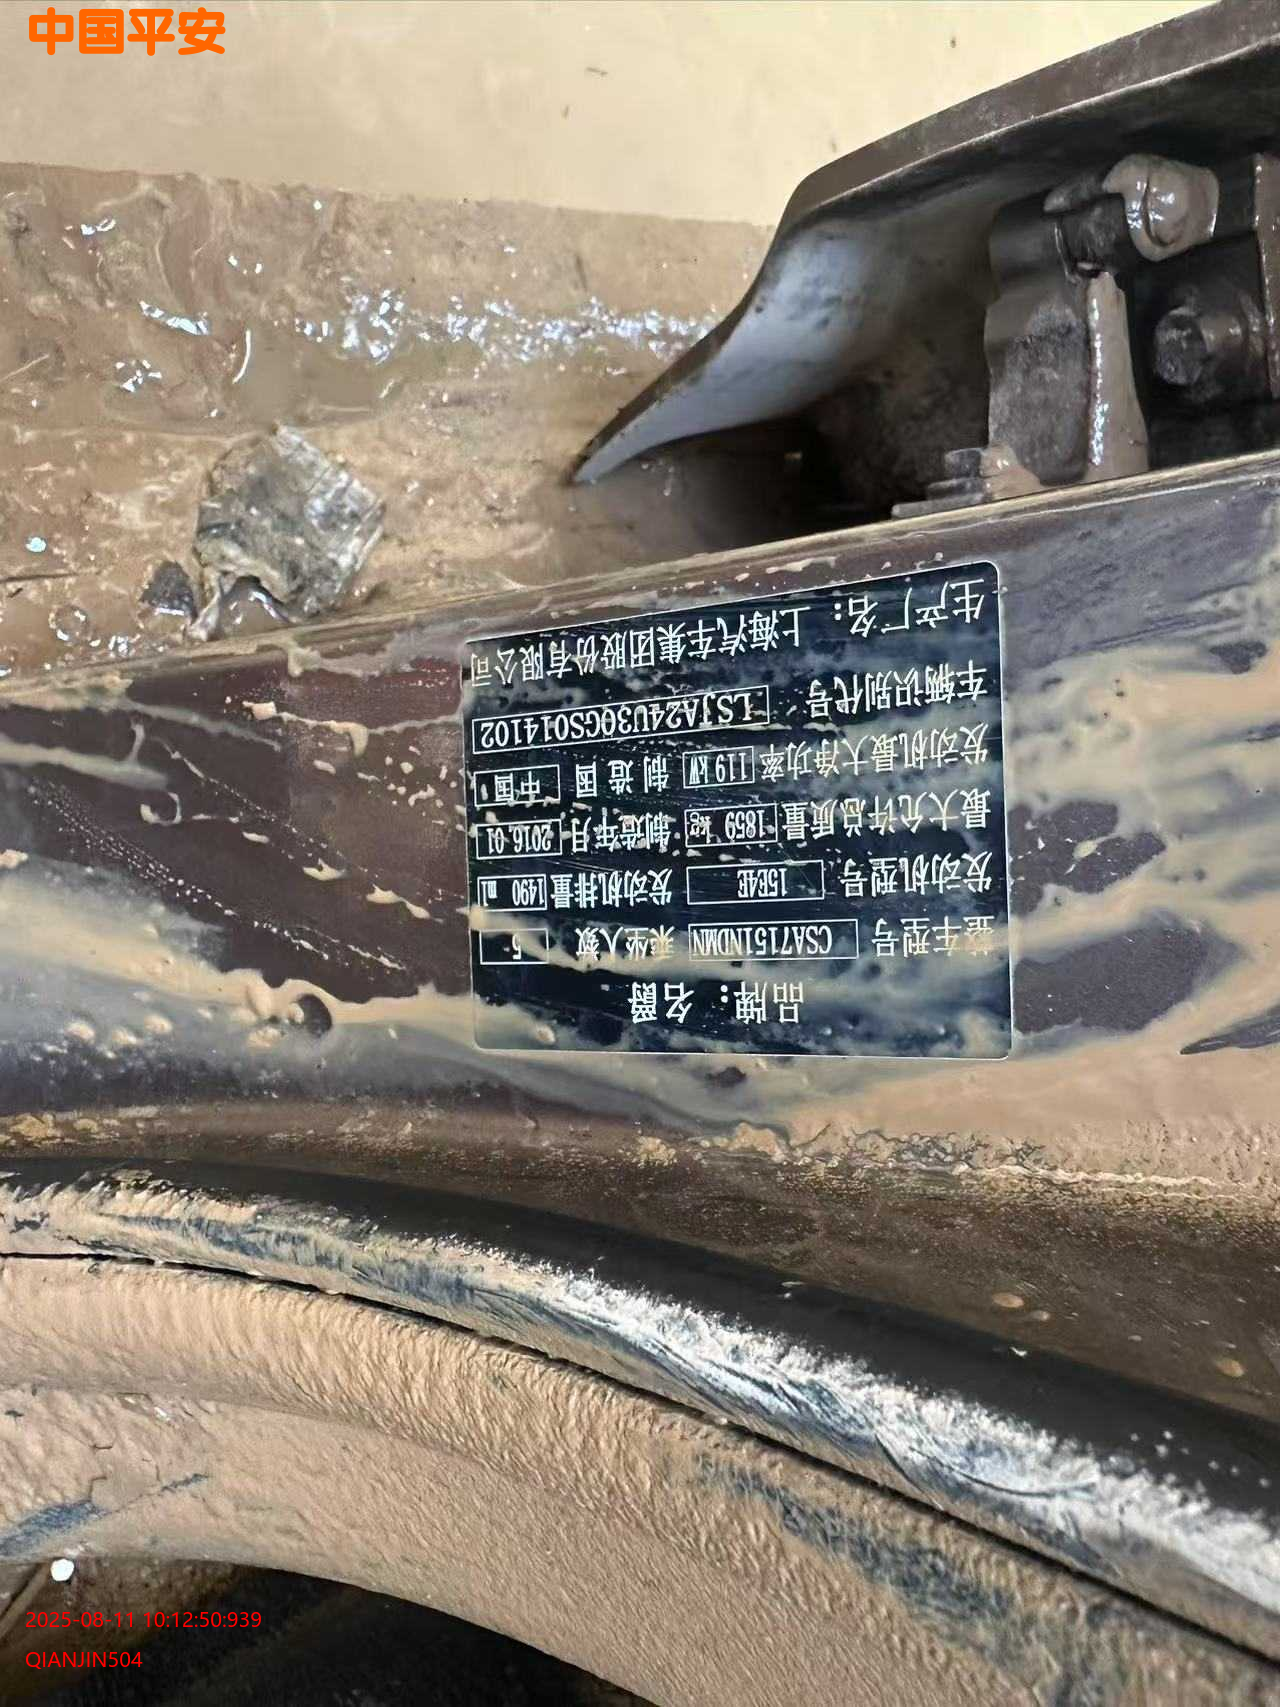 中国平安
品牌：名爵
整车型号 CSA7151NDMN 乘坐人数 5
发动机型号 15E4E 发动机排量 1490 ml
最大允许总质量 1859 kg 制造年月 2016.01
发动机最大净功率 119 kW 制造国 中国
车辆识别代号 LSJA24U30GS014102
生产厂名：上海汽车集团股份有限公司
2025-08-11 10:12:50:939
QIANJIN504